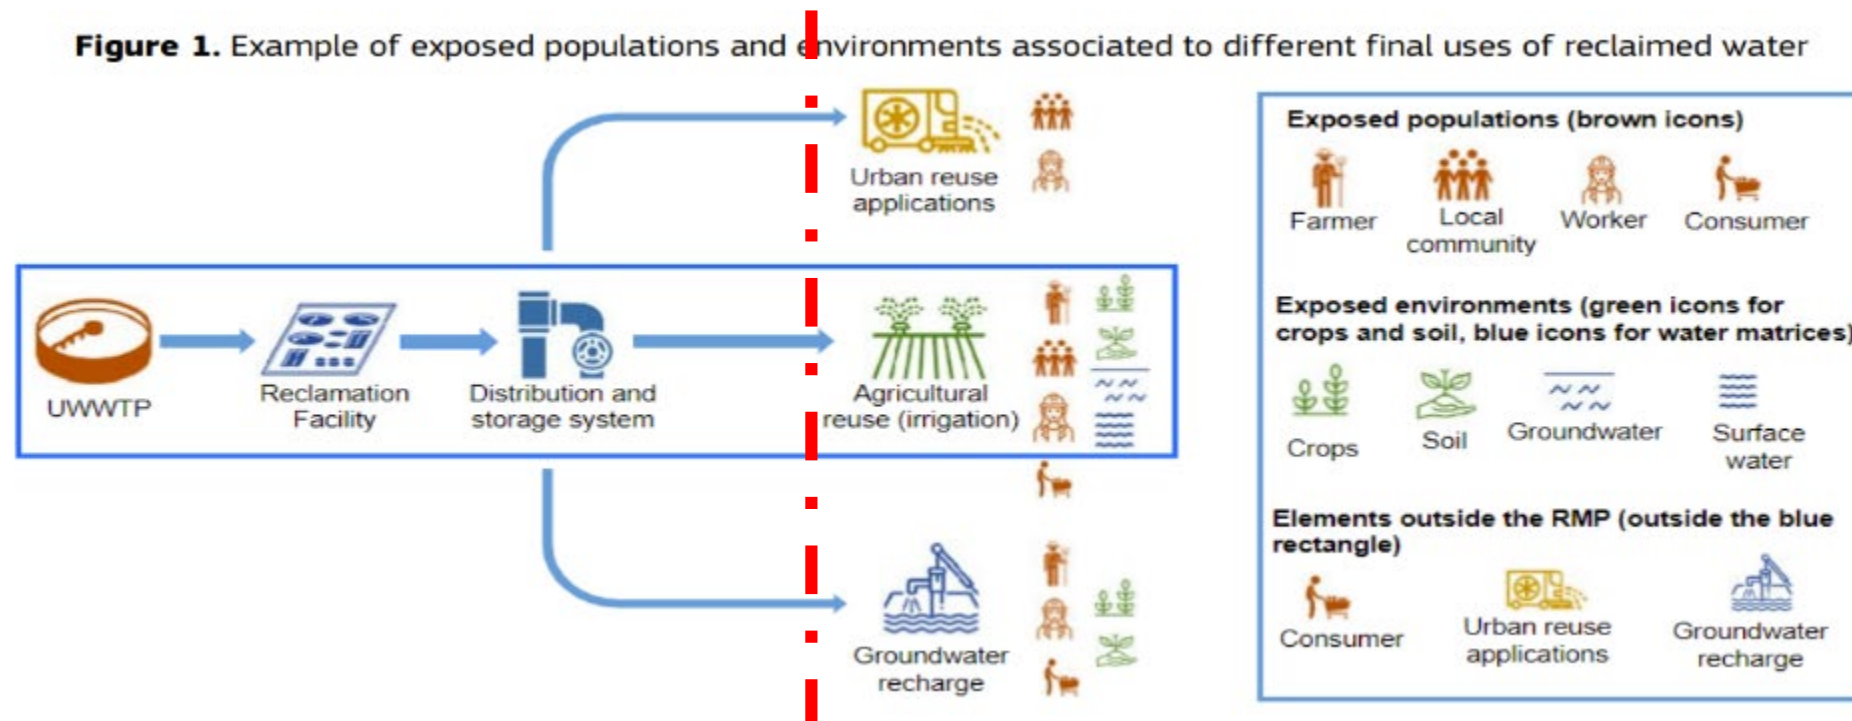 Figure 1. Example of exposed populations and environments associated to different final uses of reclaimed water
Urban reuse
applications
UWWTP
Reclamation
Facility
Distribution and
storage system
Agricultural
reuse (irrigation)
Groundwater
recharge
Exposed populations (brown icons)
Farmer
Local
community
Worker
Consumer
Exposed environments (green icons for
crops and soil, blue icons for water matrices)
Crops
Soil
Groundwater
Surface
water
Elements outside the RMP (outside the blue
rectangle)
Consumer
Urban reuse
applications
Groundwater
recharge